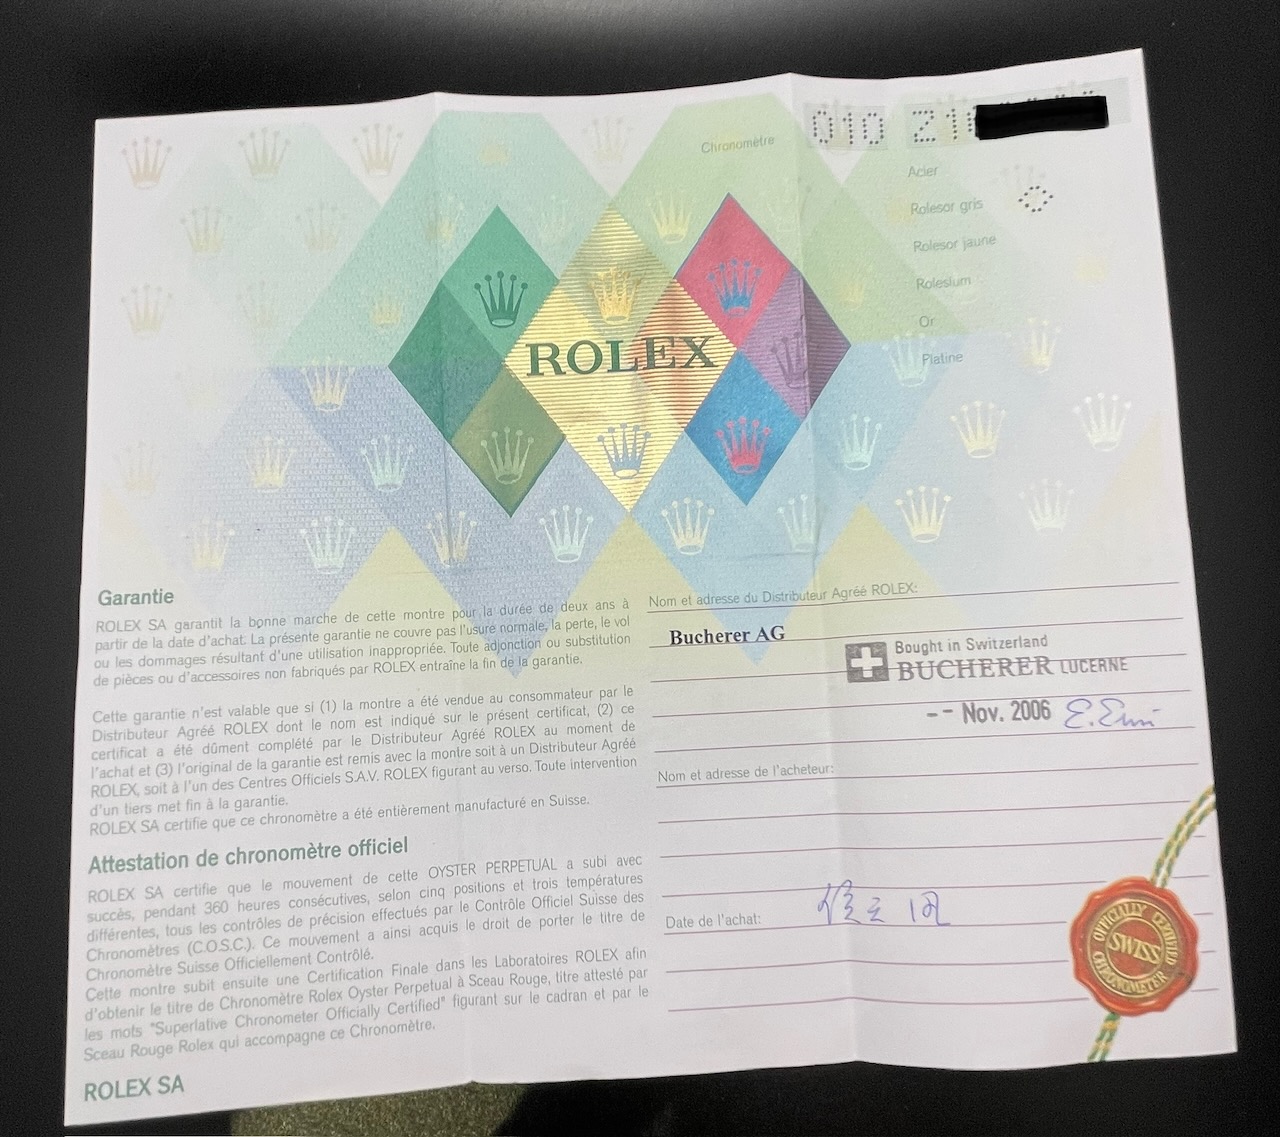 Chronomètre
010 Z1
Acier
Rolesor gris
Rolesor jaune
Rolesium
Or
Platine
ROLEX
Garantie
ROLEX SA garantit la bonne marche de cette montre pour la durée de deux ans à
partir de la date d'achat. La présente garantie ne couvre pas l'usure normale, la perte, le vol
ou les dommages résultant d'une utilisation inappropriée. Toute adjonction ou substitution
de pièces ou d'accessoires non fabriqués par ROLEX entraîne la fin de la garantie.
Cette garantie n'est valable que si (1) la montre a été vendue au consommateur par le
Distributeur Agréé ROLEX dont le nom est indiqué sur le présent certificat, (2) ce
certificat a été dûment complété par le Distributeur Agréé ROLEX au moment de
l'achat et (3) l'original de la garantie est remis avec la montre soit à un Distributeur Agréé
ROLEX, soit à l'un des Centres Officiels S.A.V. ROLEX figurant au verso. Toute intervention
d'un tiers met fin à la garantie.
ROLEX SA certifie que ce chronomètre a été entièrement manufacturé en Suisse.
Attestation de chronomètre officiel
ROLEX SA certifie que le mouvement de cette OYSTER PERPETUAL a subi avec
succès, pendant 360 heures consécutives, selon cinq positions et trois températures
différentes, tous les contrôles de précision effectués par le Contrôle Officiel Suisse des
Chronomètres (C.O.S.C.). Ce mouvement a ainsi acquis le droit de porter le titre de
Chronomètre Suisse Officiellement Contrôlé.
Cette montre subit ensuite une Certification Finale dans les Laboratoires ROLEX afin
d'obtenir le titre de Chronomètre Rolex Oyster Perpetual à Sceau Rouge, titre attesté par
les mots "Superlative Chronometer Officially Certified" figurant sur le cadran et par le
Sceau Rouge Rolex qui accompagne ce Chronomètre.
ROLEX SA
Nom et adresse du Distributeur Agréé ROLEX:
Bucherer AG
Bought in Switzerland
BUCHERER LUCERNE
-- Nov. 2006
Nom et adresse de l'acheteur:
Date de l'achat:
OFFICIALLY CERTIFIED
SWISS
CHRONOMETER